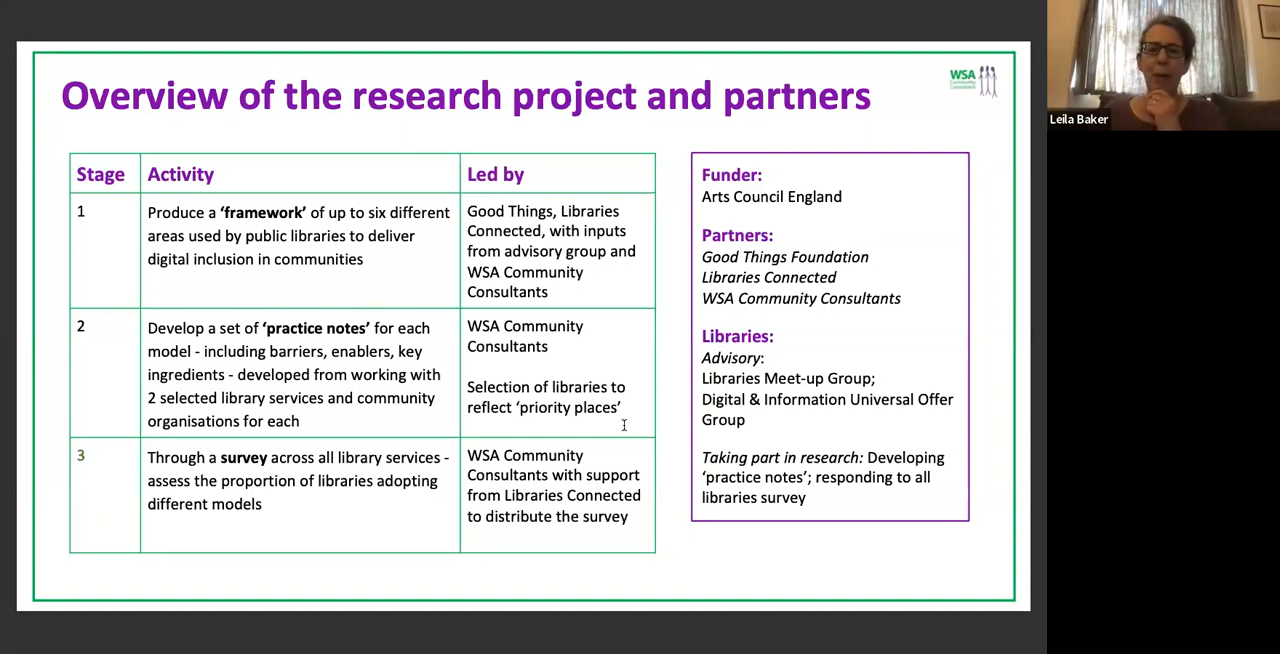 Overview of the research project and partners
WSA
Community
Consultants
Stage
Activity
Led by
1
Produce a ‘framework’ of up to six different
areas used by public libraries to deliver
digital inclusion in communities
Good Things, Libraries
Connected, with inputs
from advisory group and
WSA Community
Consultants
2
Develop a set of ‘practice notes’ for each
model - including barriers, enablers, key
ingredients - developed from working with
2 selected library services and community
organisations for each
WSA Community
Consultants
Selection of libraries to
reflect ‘priority places’
3
Through a survey across all library services -
assess the proportion of libraries adopting
different models
WSA Community
Consultants with support
from Libraries Connected
to distribute the survey
Funder:
Arts Council England
Partners:
Good Things Foundation
Libraries Connected
WSA Community Consultants
Libraries:
Advisory:
Libraries Meet-up Group;
Digital & Information Universal Offer
Group
Taking part in research: Developing
‘practice notes’; responding to all
libraries survey
Leila Baker